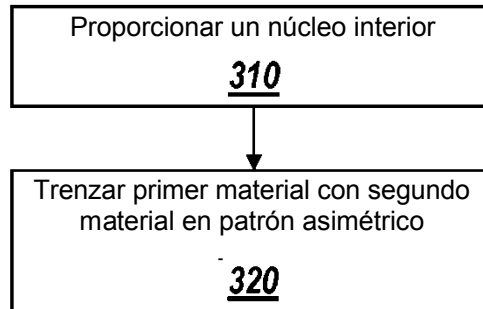 Proporcionar un núcleo interior
310
Trenzar primer material con segundo
material en patrón asimétrico
320